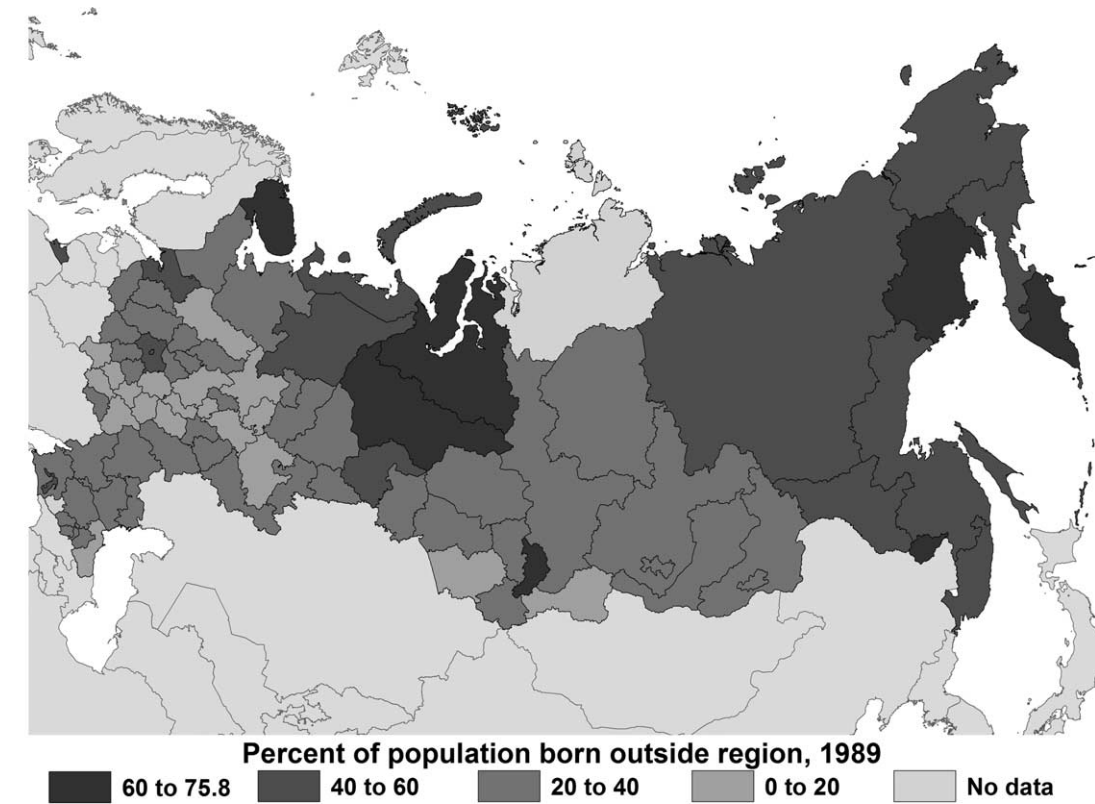 Percent of population born outside region, 1989
60 to 75.8 40 to 60 20 to 40 0 to 20 No data